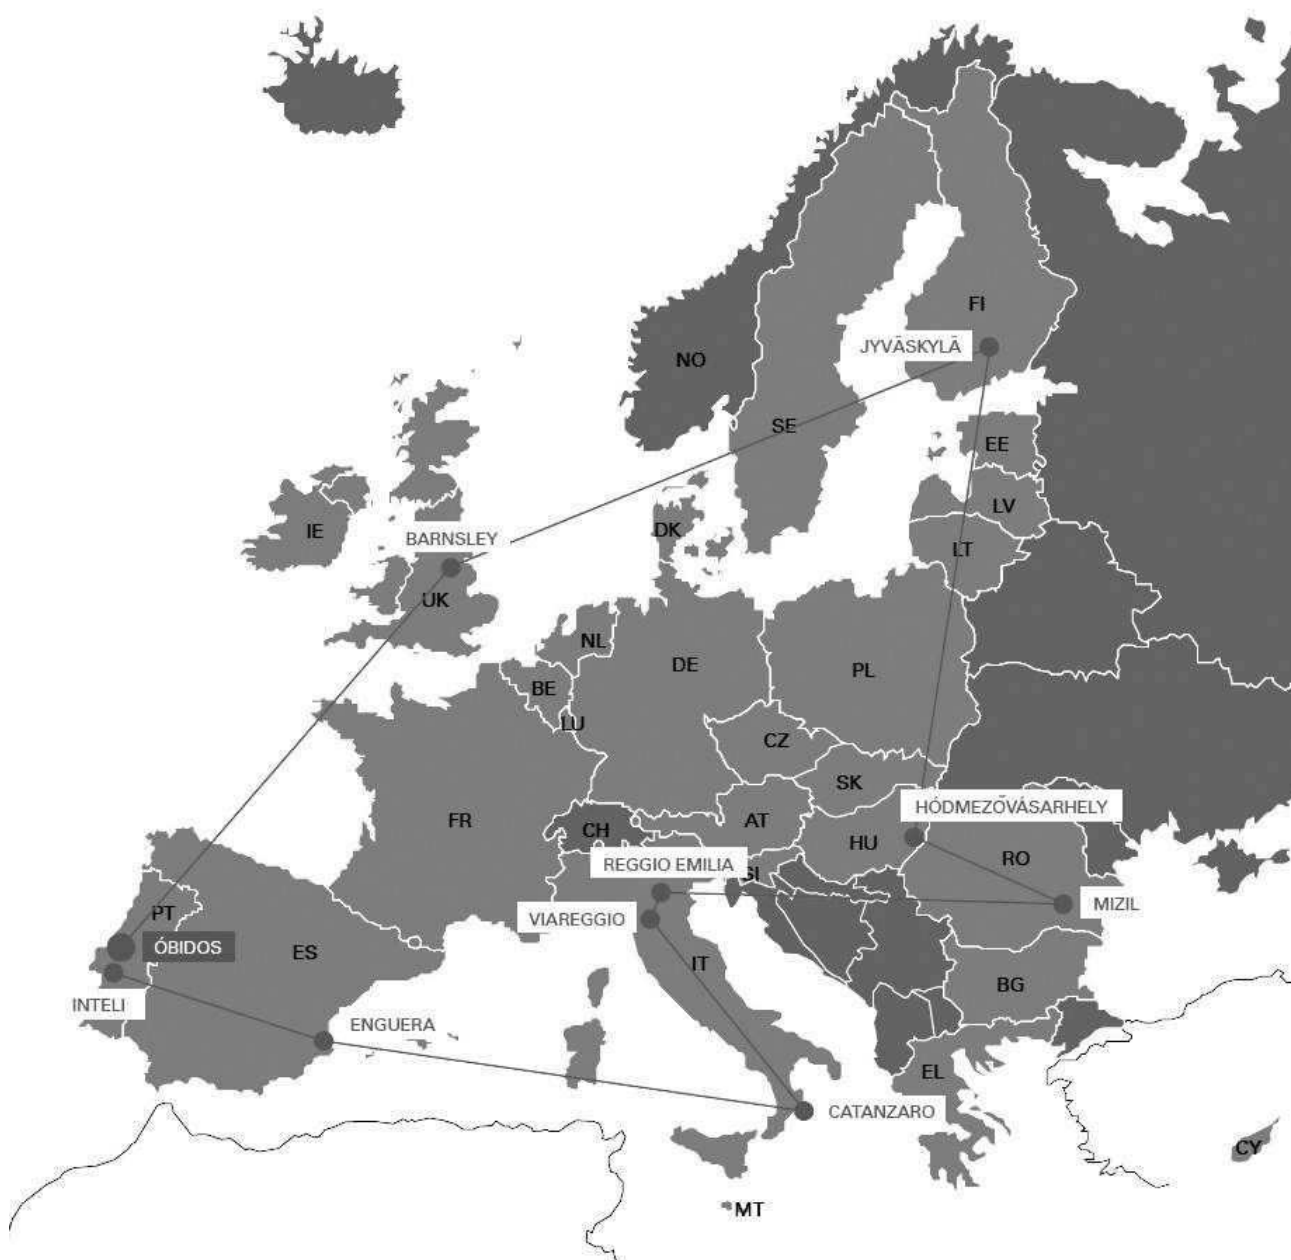 FI
JYVÄSKYLÄ
NO
SE
EE
LV
IE
DK
BARNSLEY
LT
UK
NL
DE
PL
BE
LU
CZ
SK
HÓDMEZŐVÁSARHELY
FR
AT
CH
HU
RO
REGGIO EMILIA
SI
MIZIL
PT
VIAREGGIO
ÓBIDOS
ES
IT
BG
INTELI
ENGUERA
EL
CATANZARO
CY
MT